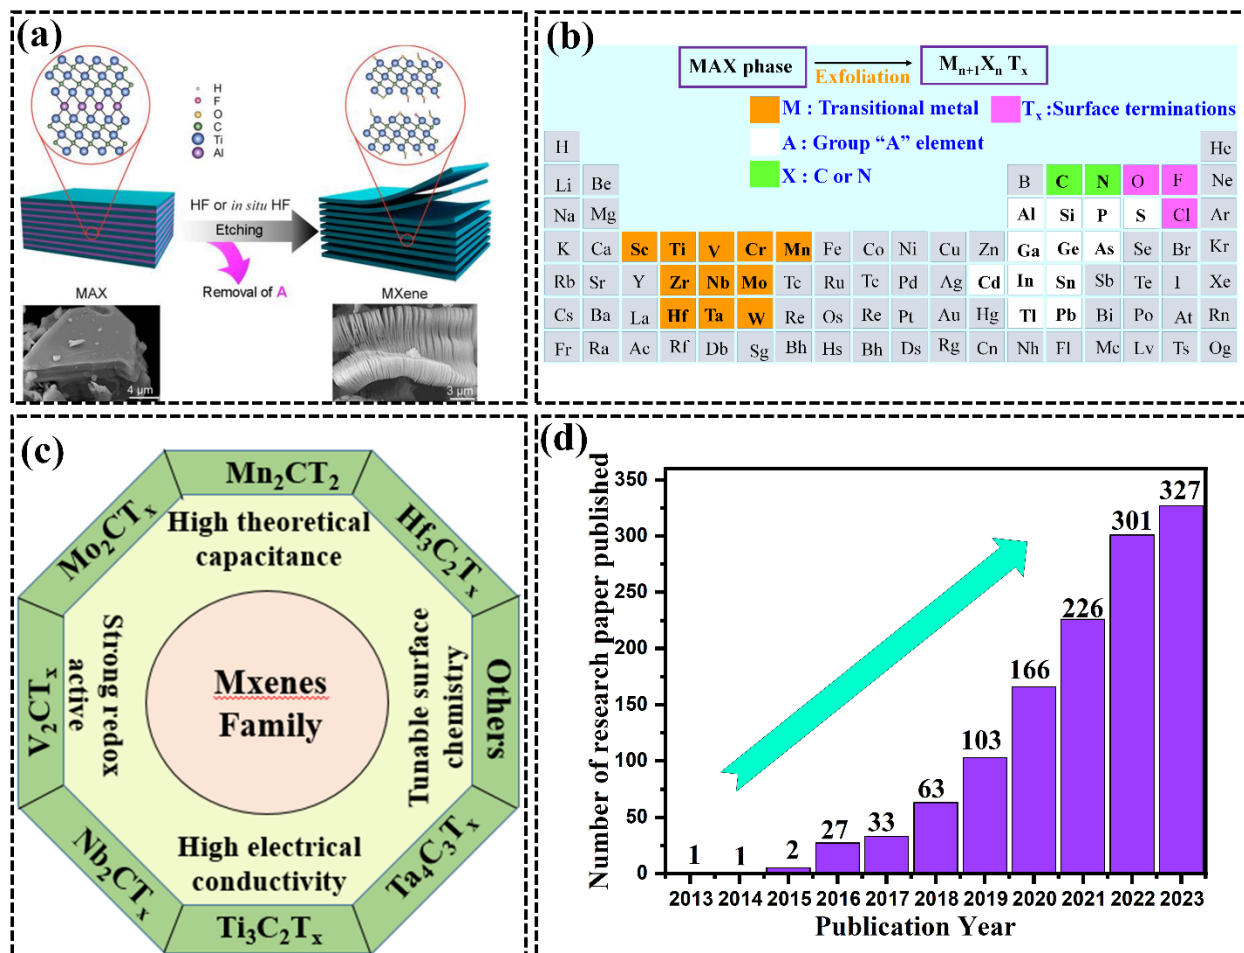 (a)
H
F
O
C
Ti
Al
HF or in situ HF
Etching
Removal of A
MAX
MXene
4 μm
3 μm
(b)
MAX phase
Exfoliation
Mn+1Xn Tx
M : Transitional metal
Tx :Surface terminations
A : Group “A” element
X : C or N
H He
Li Be B C N O F Ne
Na Mg Al Si P S Cl Ar
K Ca Sc Ti V Cr Mn Fe Co Ni Cu Zn Ga Ge As Se Br Kr
Rb Sr Y Zr Nb Mo Tc Ru Tc Pd Ag Cd In Sn Sb Te I Xe
Cs Ba La Hf Ta W Re Os Re Pt Au Hg Tl Pb Bi Po At Rn
Fr Ra Ac Rf Db Sg Bh Hs Bh Ds Rg Cn Nh Fl Mc Lv Ts Og
(c)
Mn2CT2
Hf3C2Tx
Others
Ta4C3Tx
Ti3C2Tx
Nb2CTx
V2CTx
Mo2CTx
High theoretical
capacitance
Tunable surface
chemistry
High electrical
conductivity
Strong redox
active
Mxenes
Family
(d)
Number of research paper published
350
300
250
200
150
100
50
0
1
1
2
27
33
63
103
166
226
301
327
2013 2014 2015 2016 2017 2018 2019 2020 2021 2022 2023
Publication Year